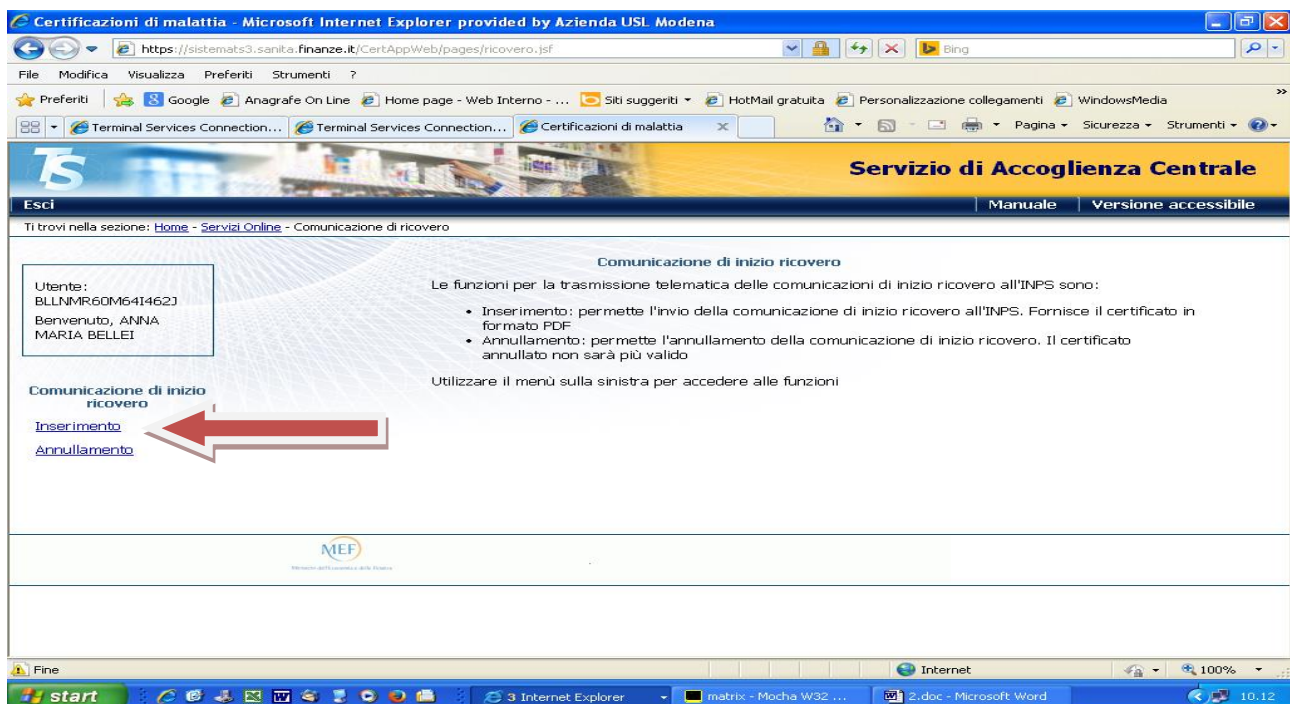 Certificazioni di malattia - Microsoft Internet Explorer provided by Azienda USL Modena
https://sistemats3.sanita.finanze.it/CertAppWeb/pages/ricovero.jsf
Bing
File Modifica Visualizza Preferiti Strumenti ?
Preferiti Google Anagrafe On Line Home page - Web Interno - ... Siti suggeriti HotMail gratuita Personalizzazione collegamenti WindowsMedia »
Terminal Services Connection... Terminal Services Connection... Certificazioni di malattia Pagina Sicurezza Strumenti
TS
Servizio di Accoglienza Centrale
Esci Manuale Versione accessibile
Ti trovi nella sezione: Home - Servizi Online - Comunicazione di ricovero
Utente:
BLLNMR60M64I462J
Benvenuto, ANNA
MARIA BELLEI
Comunicazione di inizio
ricovero
Inserimento
Annullamento
Comunicazione di inizio ricovero
Le funzioni per la trasmissione telematica delle comunicazioni di inizio ricovero all'INPS sono:
• Inserimento: permette l'invio della comunicazione di inizio ricovero all'INPS. Fornisce il certificato in
formato PDF
• Annullamento: permette l'annullamento della comunicazione di inizio ricovero. Il certificato
annullato non sarà più valido
Utilizzare il menù sulla sinistra per accedere alle funzioni
MEF
Ministero dell'Economia e delle Finanze
Fine Internet 100%
start 3 Internet Explorer matrix - Mocha W32 ... 2.doc - Microsoft Word 10.12